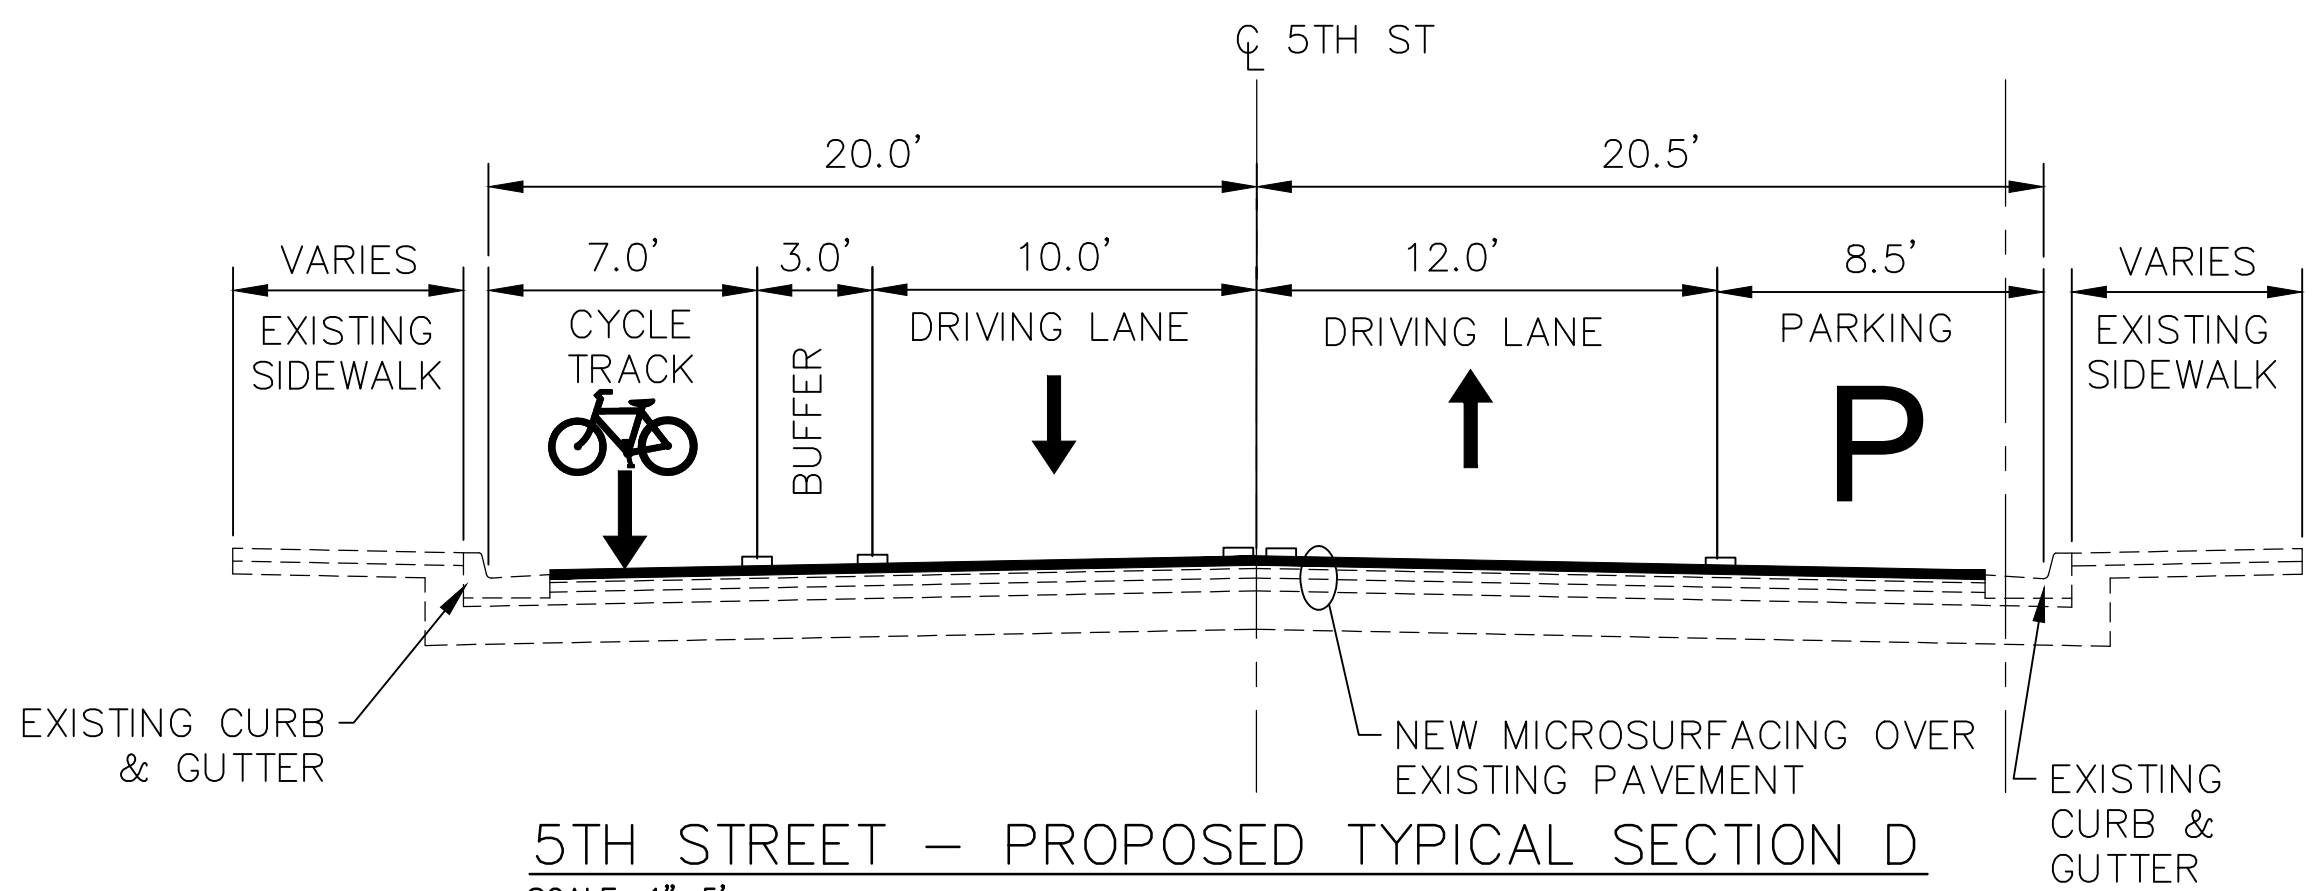 ℄ 5TH ST
20.0'
20.5'
VARIES
7.0'
3.0'
10.0'
12.0'
8.5'
VARIES
EXISTING
SIDEWALK
CYCLE
TRACK
BUFFER
DRIVING LANE
DRIVING LANE
PARKING
P
EXISTING
SIDEWALK
EXISTING CURB
& GUTTER
NEW MICROSURFACING OVER
EXISTING PAVEMENT
EXISTING
CURB &
GUTTER
5TH STREET – PROPOSED TYPICAL SECTION D